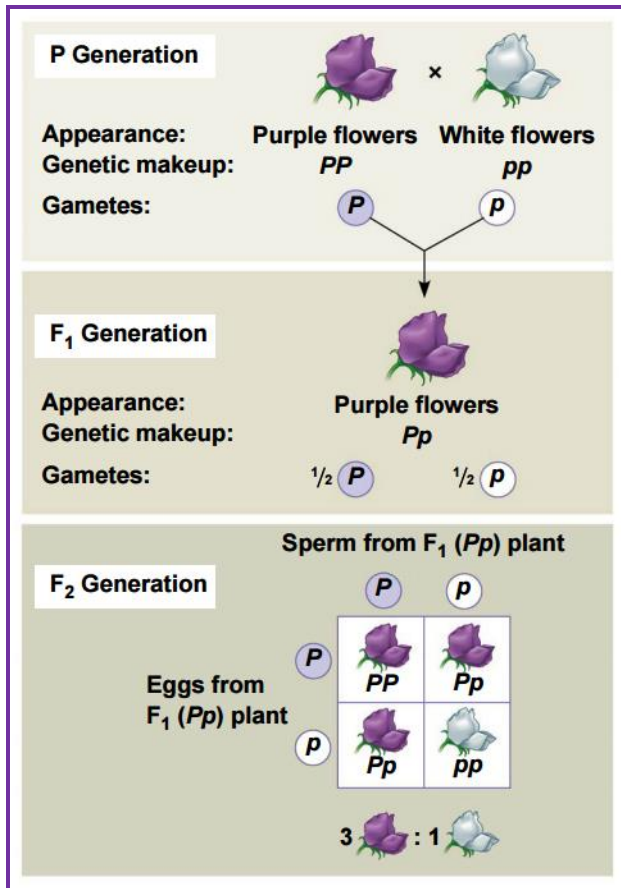 P Generation
×
Appearance: Purple flowers White flowers
Genetic makeup: PP pp
Gametes: P p
F₁ Generation
Appearance: Purple flowers
Genetic makeup: Pp
Gametes: ½ P ½ p
Sperm from F₁ (Pp) plant
F₂ Generation
P p
P
PP Pp
Eggs from
F₁ (Pp) plant
p
Pp pp
3 : 1